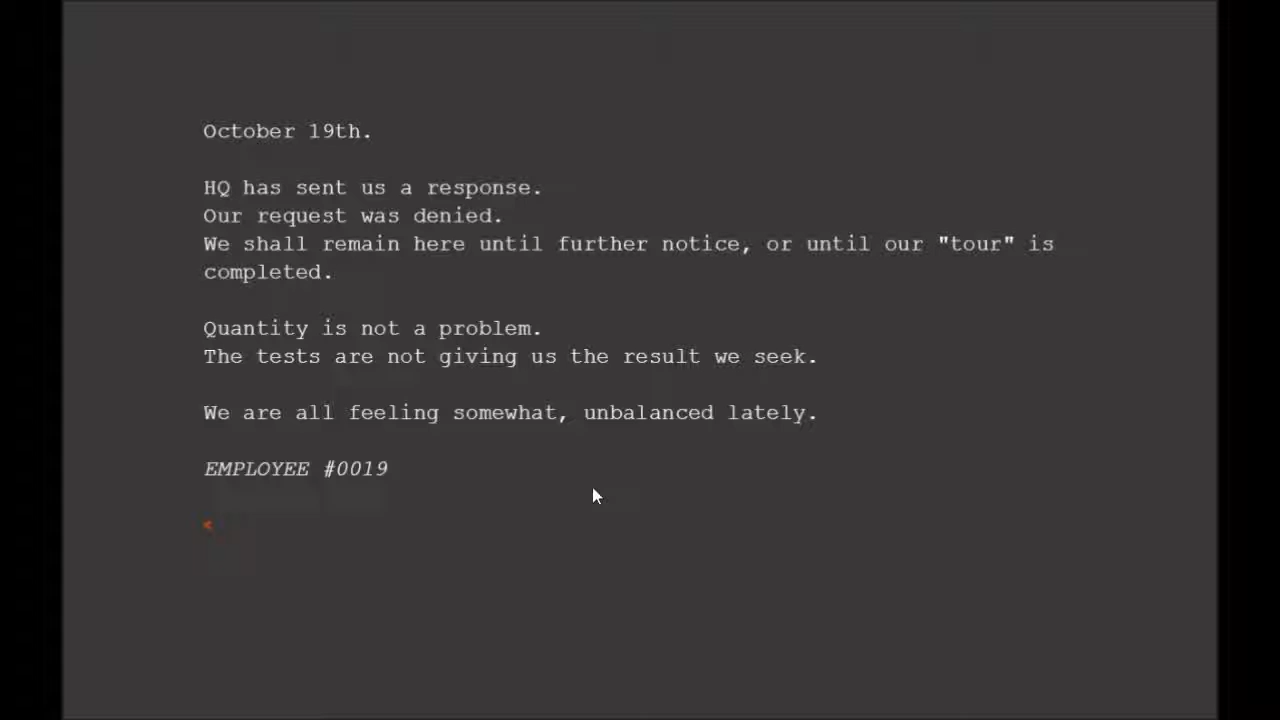 October 19th.
HQ has sent us a response.
Our request was denied.
We shall remain here until further notice, or until our "tour" is
completed.
Quantity is not a problem.
The tests are not giving us the result we seek.
We are all feeling somewhat, unbalanced lately.
EMPLOYEE #0019
<